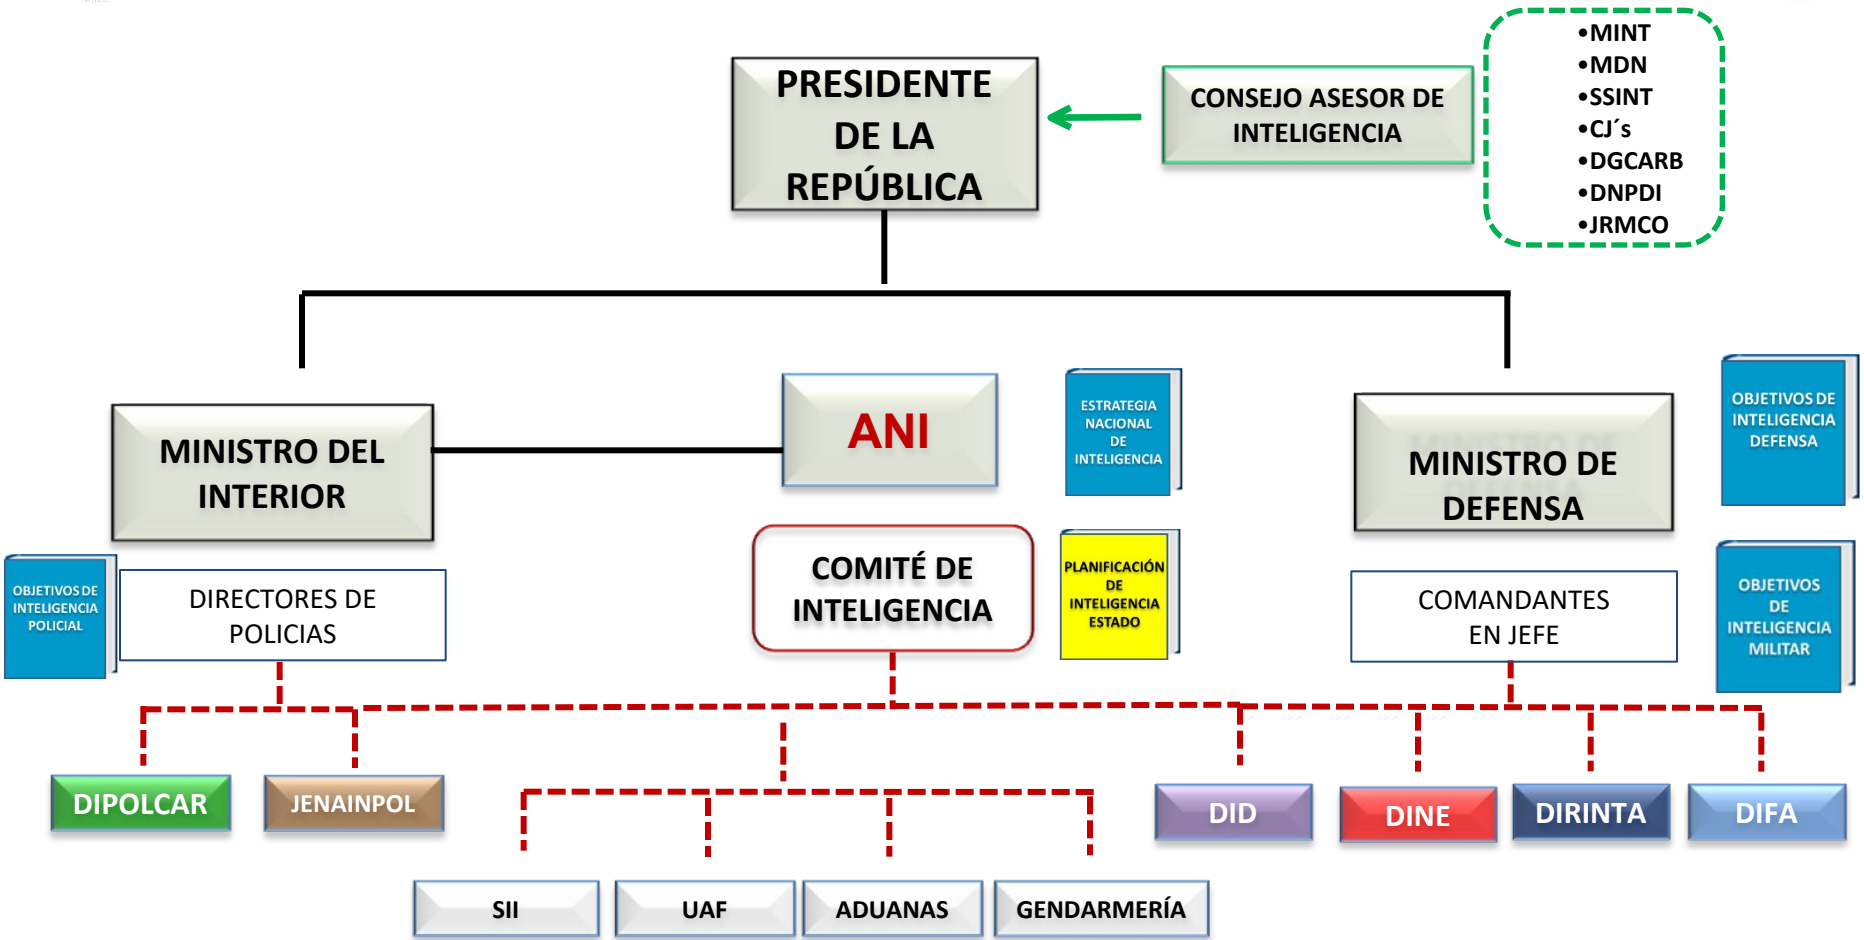 PRESIDENTE
DE LA
REPÚBLICA
CONSEJO ASESOR DE
INTELIGENCIA
•MINT
•MDN
•SSINT
•CJ´s
•DGCARB
•DNPDI
•JRMCO
MINISTRO DEL
INTERIOR
ANI
ESTRATEGIA
NACIONAL
DE
INTELIGENCIA
MINISTRO DE
DEFENSA
OBJETIVOS DE
INTELIGENCIA
DEFENSA
OBJETIVOS DE
INTELIGENCIA
POLICIAL
DIRECTORES DE
POLICIAS
COMITÉ DE
INTELIGENCIA
PLANIFICACIÓN
DE
INTELIGENCIA
ESTADO
COMANDANTES
EN JEFE
OBJETIVOS
DE
INTELIGENCIA
MILITAR
DIPOLCAR
JENAINPOL
DID
DINE
DIRINTA
DIFA
SII
UAF
ADUANAS
GENDARMERÍA